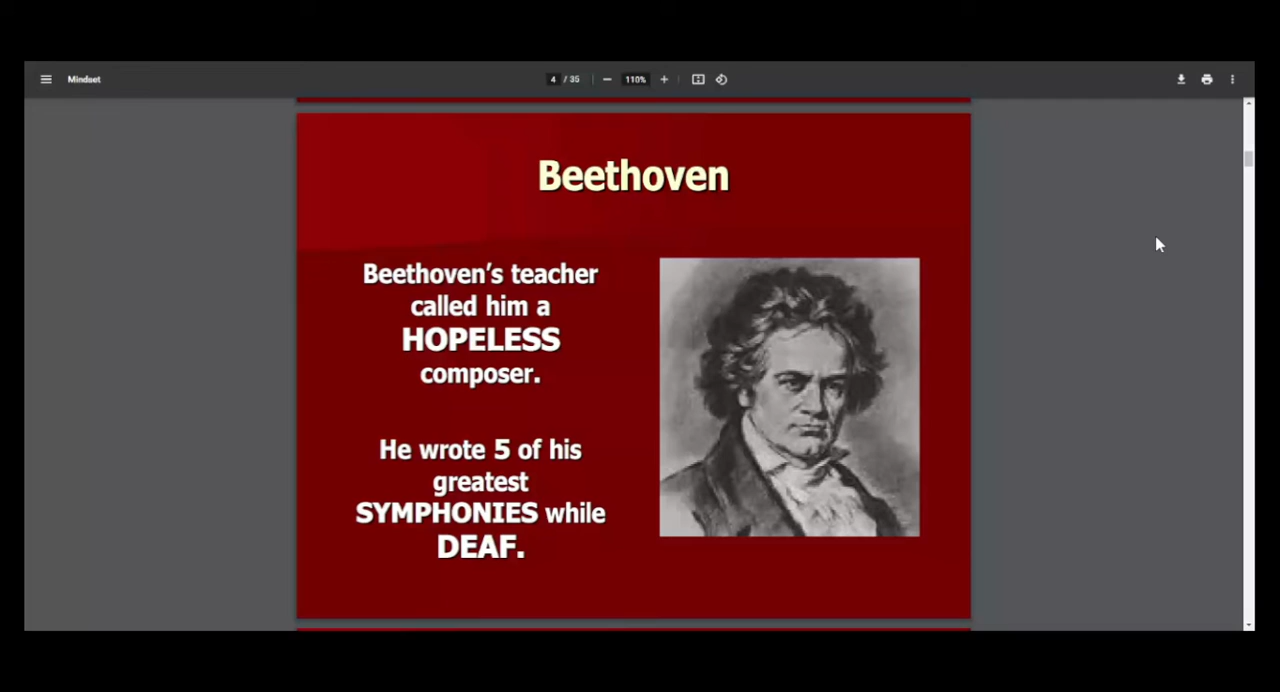 Mindset
4 / 35
110%
Beethoven
Beethoven's teacher
called him a
HOPELESS
composer.
He wrote 5 of his
greatest
SYMPHONIES while
DEAF.